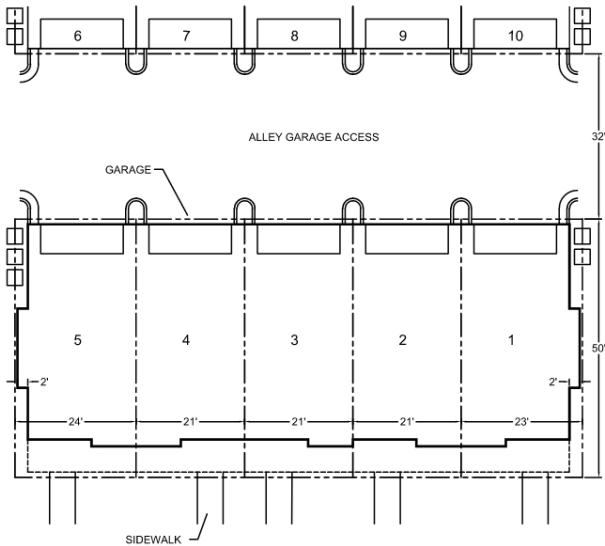 6 7 8 9 10
ALLEY GARAGE ACCESS
32'
GARAGE
5 4 3 2 1
50'
2' 2'
24' 21' 21' 21' 23'
SIDEWALK